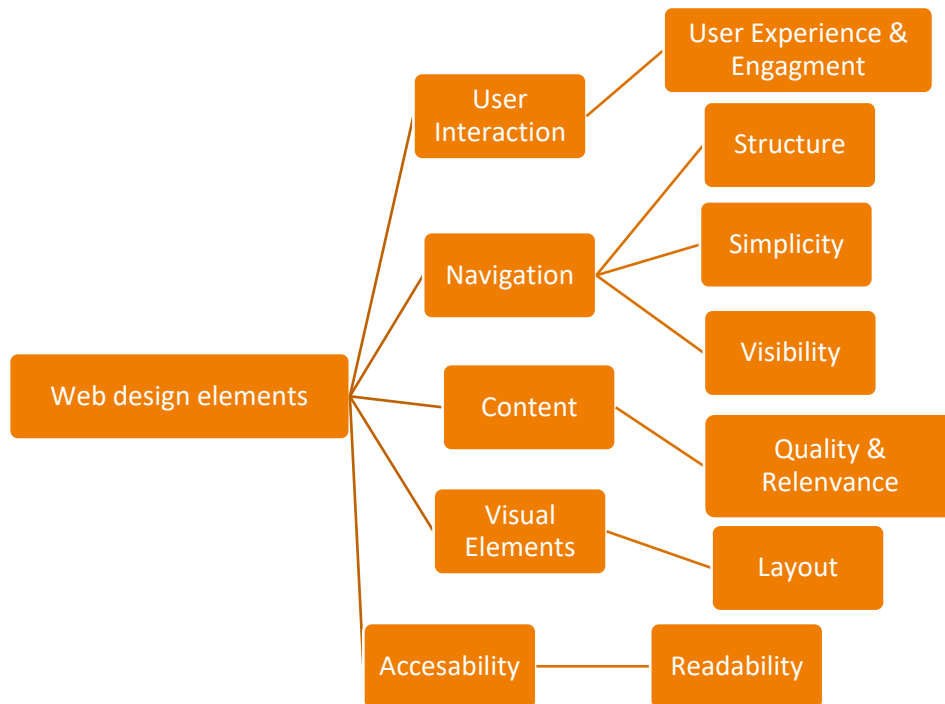 User Experience &
Engagment
User
Interaction
Structure
Simplicity
Navigation
Visibility
Web design elements
Content
Quality &
Relenvance
Visual
Elements
Layout
Accesability
Readability